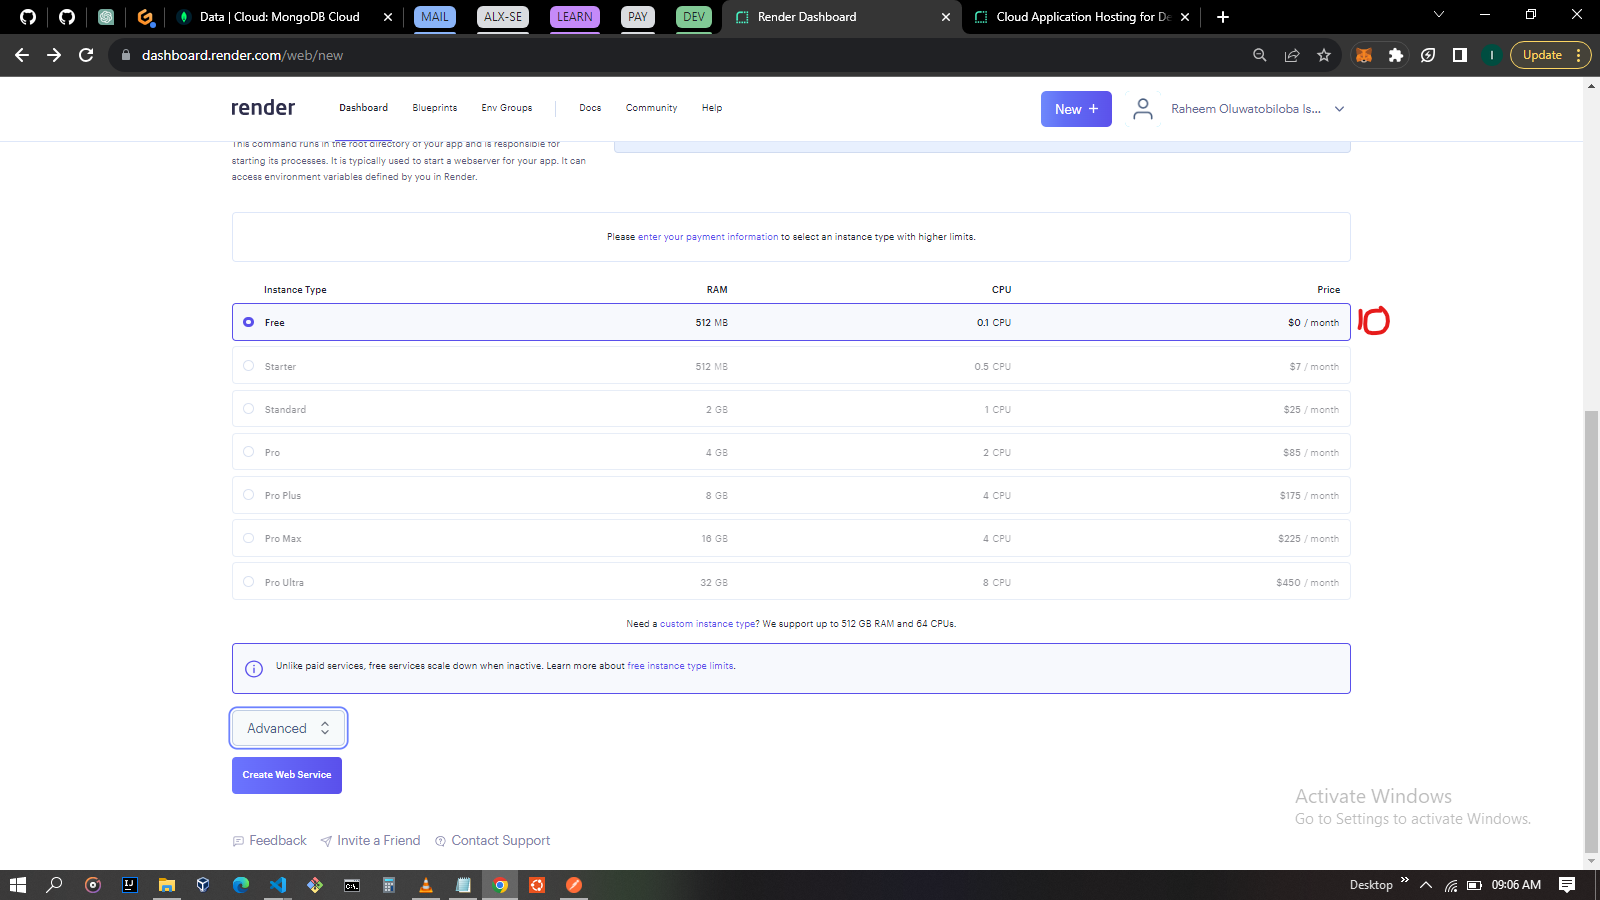 Data | Cloud: MongoDB Cloud
MAIL
ALX-SE
LEARN
PAY
DEV
Render Dashboard
Cloud Application Hosting for De
dashboard.render.com/web/new
Update
render
Dashboard
Blueprints
Env Groups
Docs
Community
Help
New +
Raheem Oluwatobiloba Is...
This command runs in the root directory of your app and is responsible for
starting its processes. It is typically used to start a webserver for your app. It can
access environment variables defined by you in Render.
Please enter your payment information to select an instance type with higher limits.
Instance Type RAM CPU Price
Free 512 MB 0.1 CPU $0 / month
10
Starter 512 MB 0.5 CPU $7 / month
Standard 2 GB 1 CPU $25 / month
Pro 4 GB 2 CPU $85 / month
Pro Plus 8 GB 4 CPU $175 / month
Pro Max 16 GB 4 CPU $225 / month
Pro Ultra 32 GB 8 CPU $450 / month
Need a custom instance type? We support up to 512 GB RAM and 64 CPUs.
Unlike paid services, free services scale down when inactive. Learn more about free instance type limits.
Advanced
Create Web Service
Activate Windows
Go to Settings to activate Windows.
Feedback
Invite a Friend
Contact Support
Desktop
09:06 AM